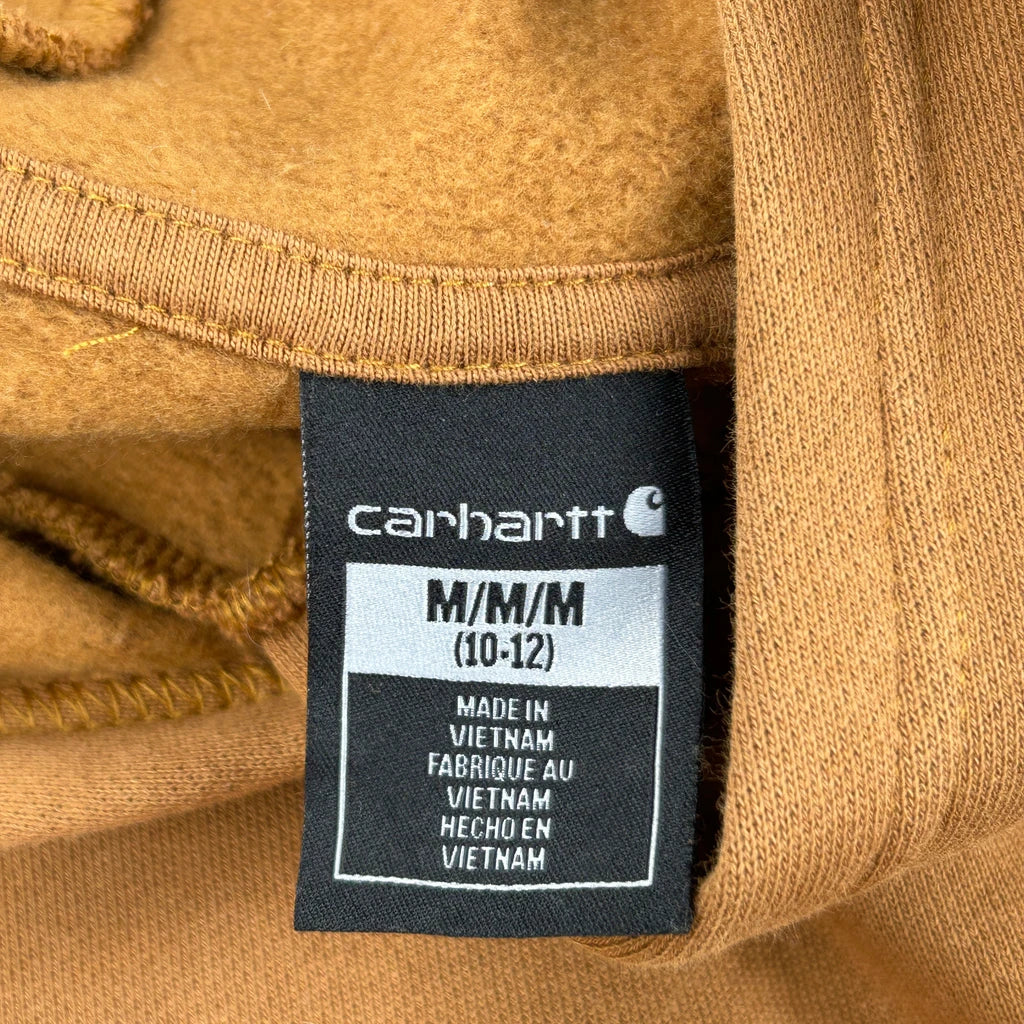 carhartt
M/M/M
(10-12)
MADE IN
VIETNAM
FABRIQUE AU
VIETNAM
HECHO EN
VIETNAM